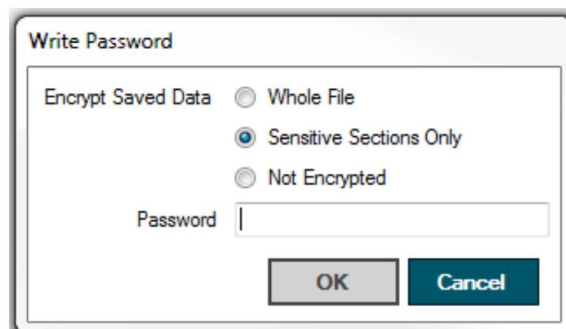 Write Password
Encrypt Saved Data Whole File
Sensitive Sections Only
Not Encrypted
Password
OK Cancel